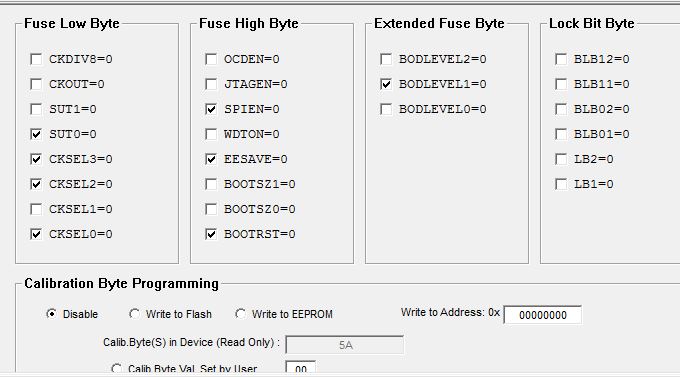 Fuse Low Byte
CKDIV8=0
CKOUT=0
SUT1=0
SUT0=0
CKSEL3=0
CKSEL2=0
CKSEL1=0
CKSEL0=0
Fuse High Byte
OCDEN=0
JTAGEN=0
SPIEN=0
WDTON=0
EESAVE=0
BOOTSZ1=0
BOOTSZ0=0
BOOTRST=0
Extended Fuse Byte
BODLEVEL2=0
BODLEVEL1=0
BODLEVEL0=0
Lock Bit Byte
BLB12=0
BLB11=0
BLB02=0
BLB01=0
LB2=0
LB1=0
Calibration Byte Programming
Disable Write to Flash Write to EEPROM Write to Address: 0x 00000000
Calib.Byte(S) in Device (Read Only) : 5A
Calib Byte Val. Set by User 00